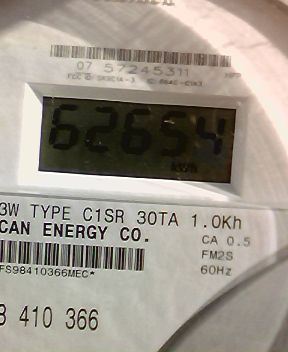 07 57245311
62654
kWh
3W TYPE C1SR 30TA 1.0Kh
CAN ENERGY CO.
CA 0.5
FM2S
60Hz
FS98410366MEC*
410 366